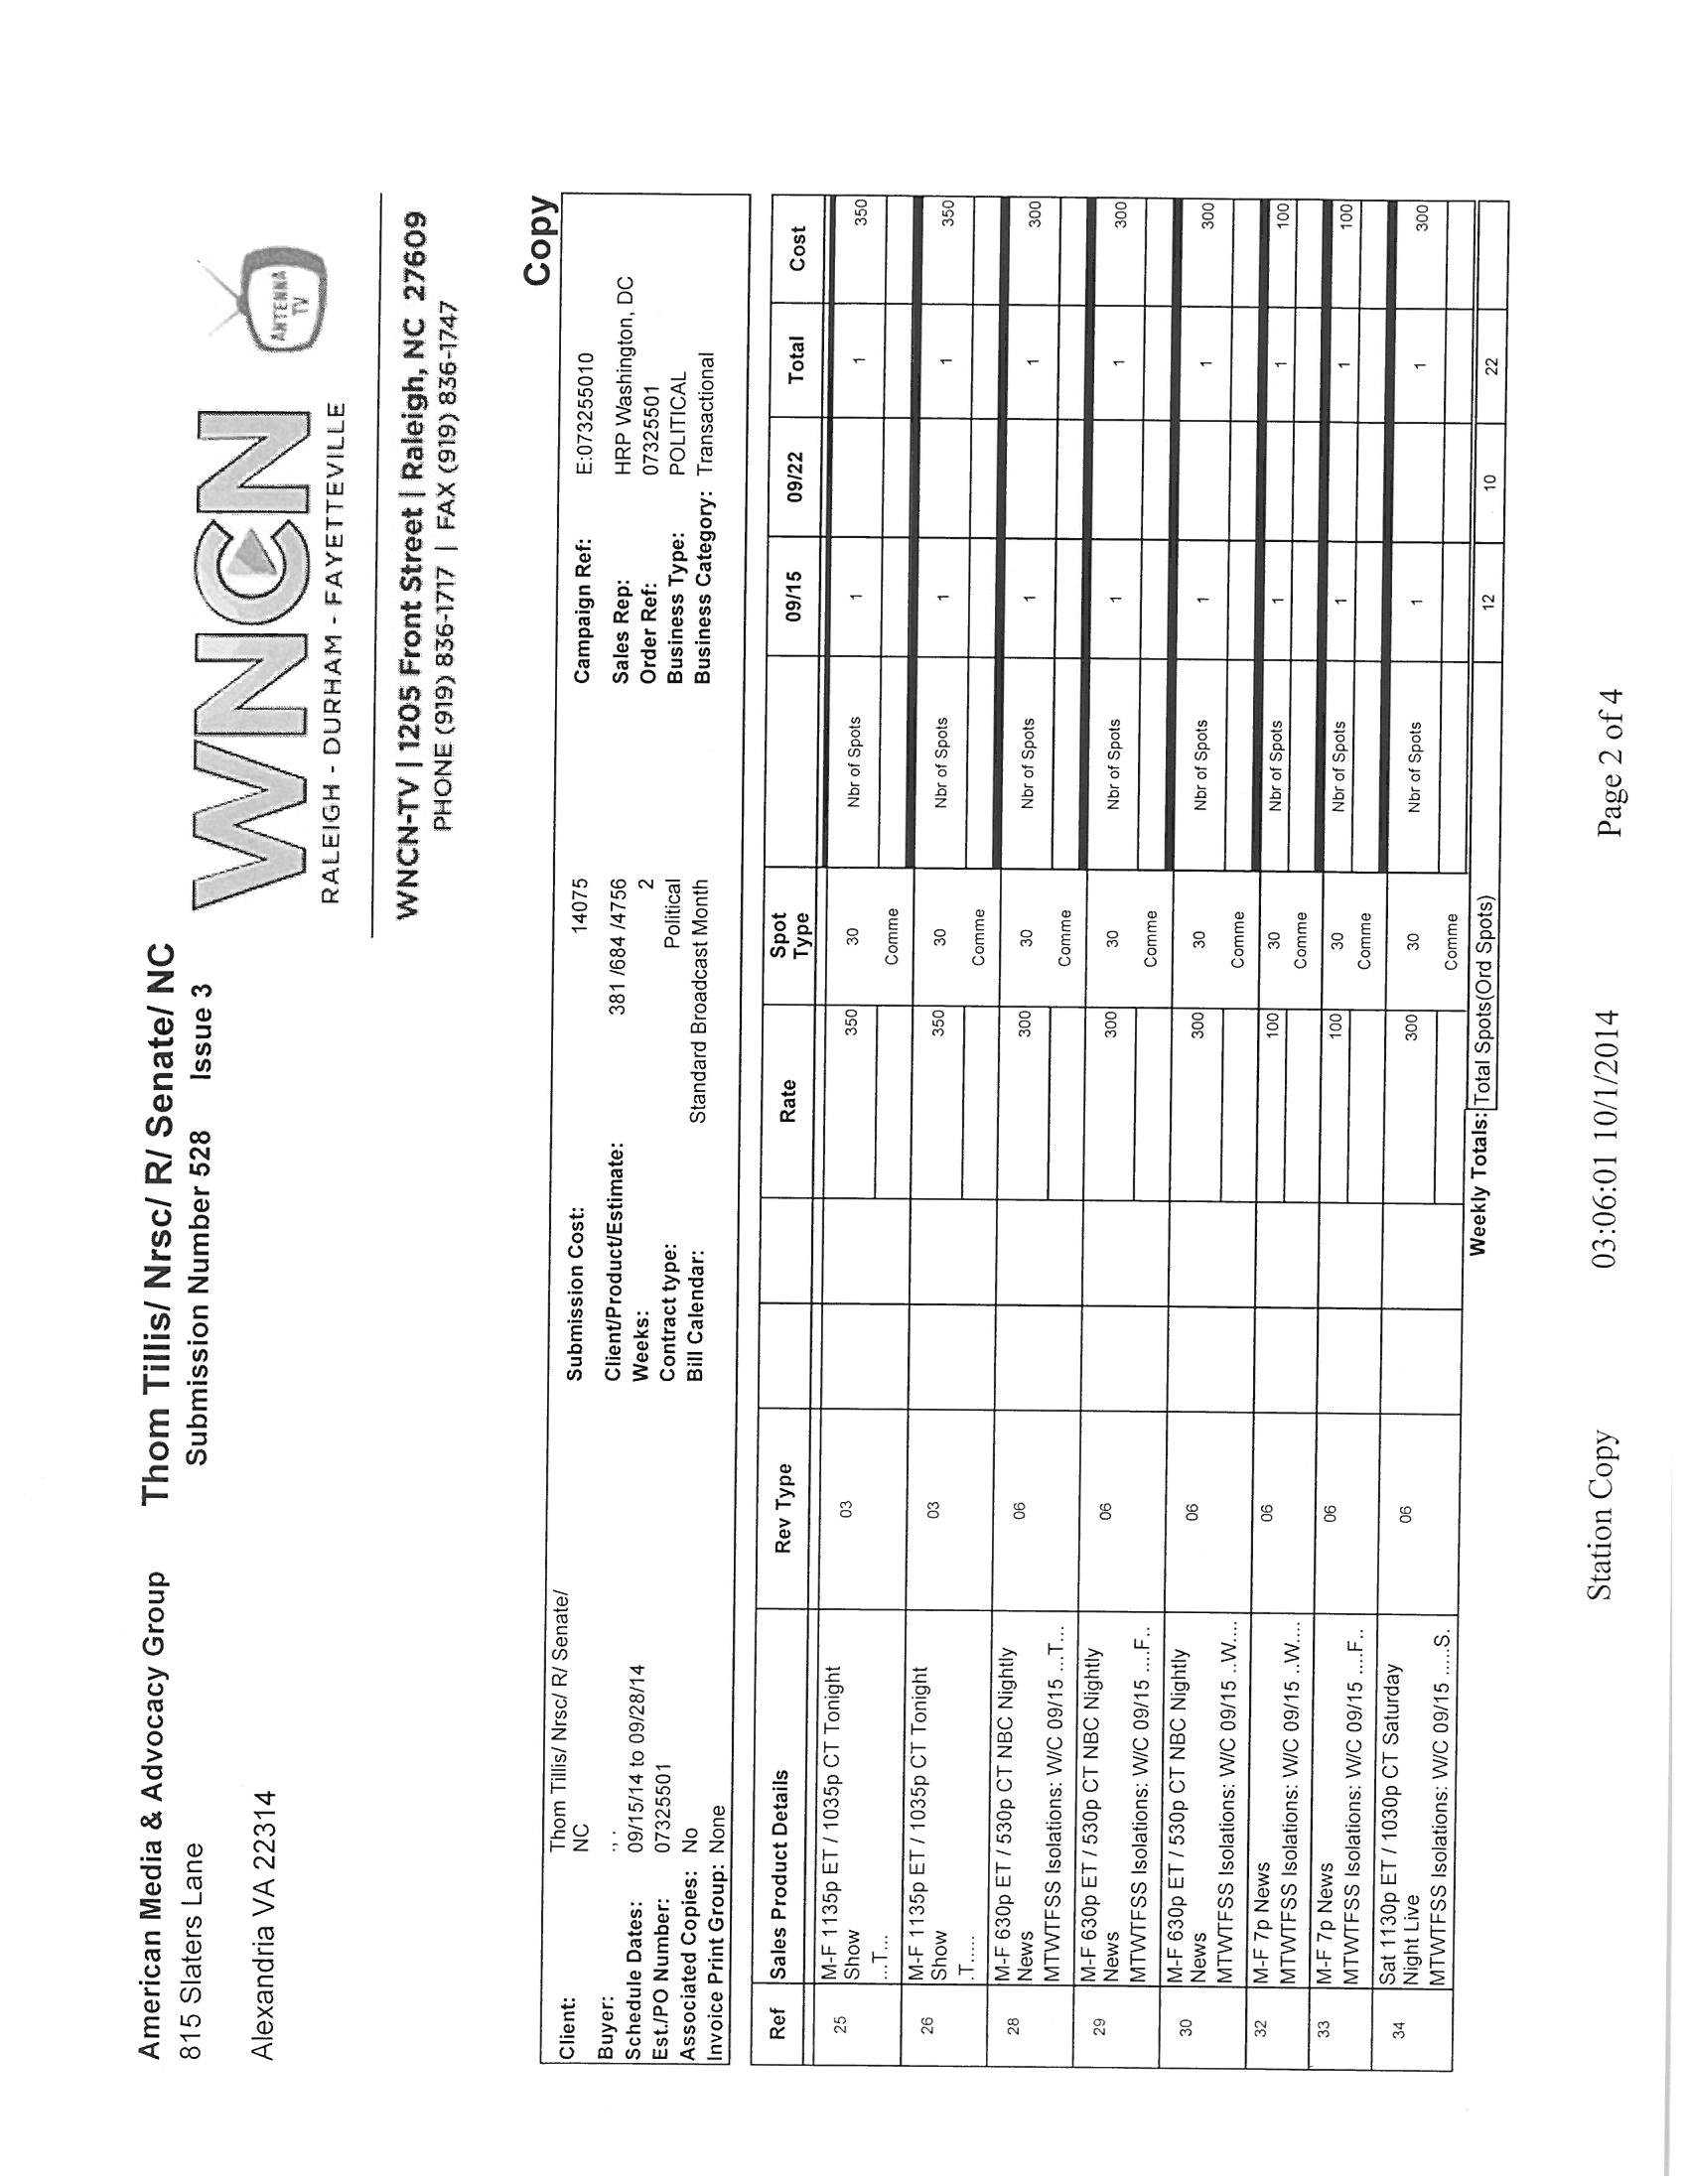 American Media & Advocacy Group
815 Slaters Lane
Alexandria VA 22314
Thom Tillis/ Nrsc/ R/ Senate/ NC
Submission Number 528 Issue 3
WNCN
RALEIGH - DURHAM - FAYETTEVILLE
ANTENNA
TV
WNCN-TV | 1205 Front Street | Raleigh, NC 27609
PHONE (919) 836-1717 | FAX (919) 836-1747
Copy
Client: Thom Tillis/ Nrsc/ R/ Senate/ Submission Cost: 14075 Campaign Ref: E:073255010
NC
Buyer: , . Client/Product/Estimate: 381 /684 /4756 Sales Rep: HRP Washington, DC
Schedule Dates: 09/15/14 to 09/28/14 Weeks: 2 Order Ref: 07325501
Est./PO Number: 07325501 Contract type: Political Business Type: POLITICAL
Associated Copies: No Bill Calendar: Standard Broadcast Month Business Category: Transactional
Invoice Print Group: None
Ref Sales Product Details Rev Type Rate Spot Type 09/15 09/22 Total Cost
25 M-F 1135p ET / 1035p CT Tonight 03 350 30 Nbr of Spots 1 1 350
Show
...T... Comme
26 M-F 1135p ET / 1035p CT Tonight 03 350 30 Nbr of Spots 1 1 350
Show
.T..... Comme
28 M-F 630p ET / 530p CT NBC Nightly 06 300 30 Nbr of Spots 1 1 300
News
MTWTFSS Isolations: W/C 09/15 ...T... Comme
29 M-F 630p ET / 530p CT NBC Nightly 06 300 30 Nbr of Spots 1 1 300
News
MTWTFSS Isolations: W/C 09/15 ....F.. Comme
30 M-F 630p ET / 530p CT NBC Nightly 06 300 30 Nbr of Spots 1 1 300
News
MTWTFSS Isolations: W/C 09/15 ..W.... Comme
32 M-F 7p News 06 100 30 Nbr of Spots 1 1 100
MTWTFSS Isolations: W/C 09/15 ..W.... Comme
33 M-F 7p News 06 100 30 Nbr of Spots 1 1 100
MTWTFSS Isolations: W/C 09/15 ....F.. Comme
34 Sat 1130p ET / 1030p CT Saturday 06 300 30 Nbr of Spots 1 1 300
Night Live
MTWTFSS Isolations: W/C 09/15 .....S. Comme
Weekly Totals: Total Spots(Ord Spots) 12 10 22
Station Copy 03:06:01 10/1/2014 Page 2 of 4